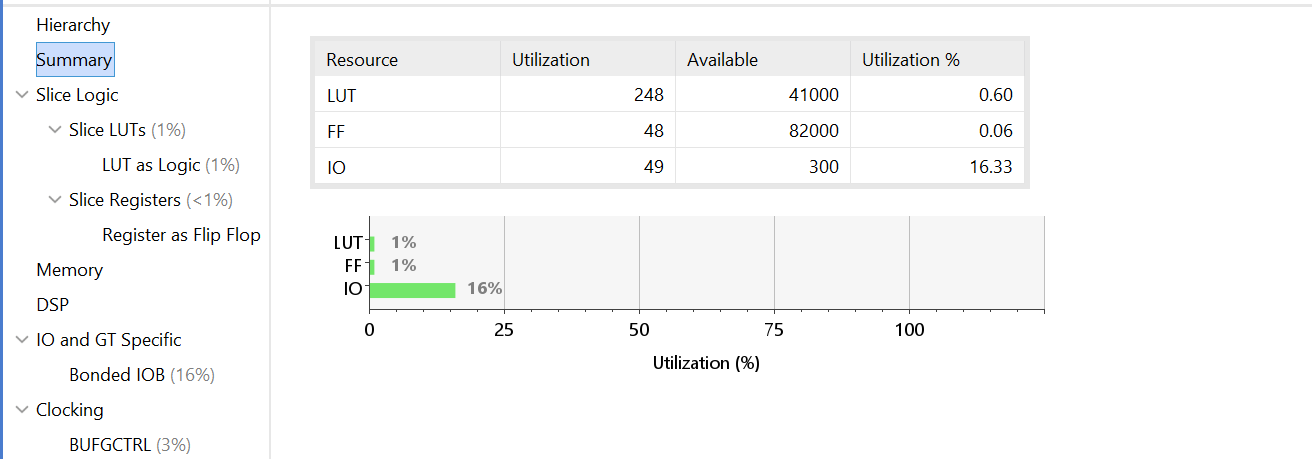 Hierarchy
Summary
Slice Logic
Slice LUTs (1%)
LUT as Logic (1%)
Slice Registers (<1%)
Register as Flip Flop
Memory
DSP
IO and GT Specific
Bonded IOB (16%)
Clocking
BUFGCTRL (3%)
Resource Utilization Available Utilization %
LUT 248 41000 0.60
FF 48 82000 0.06
IO 49 300 16.33
LUT 1%
FF 1%
IO 16%
0 25 50 75 100
Utilization (%)